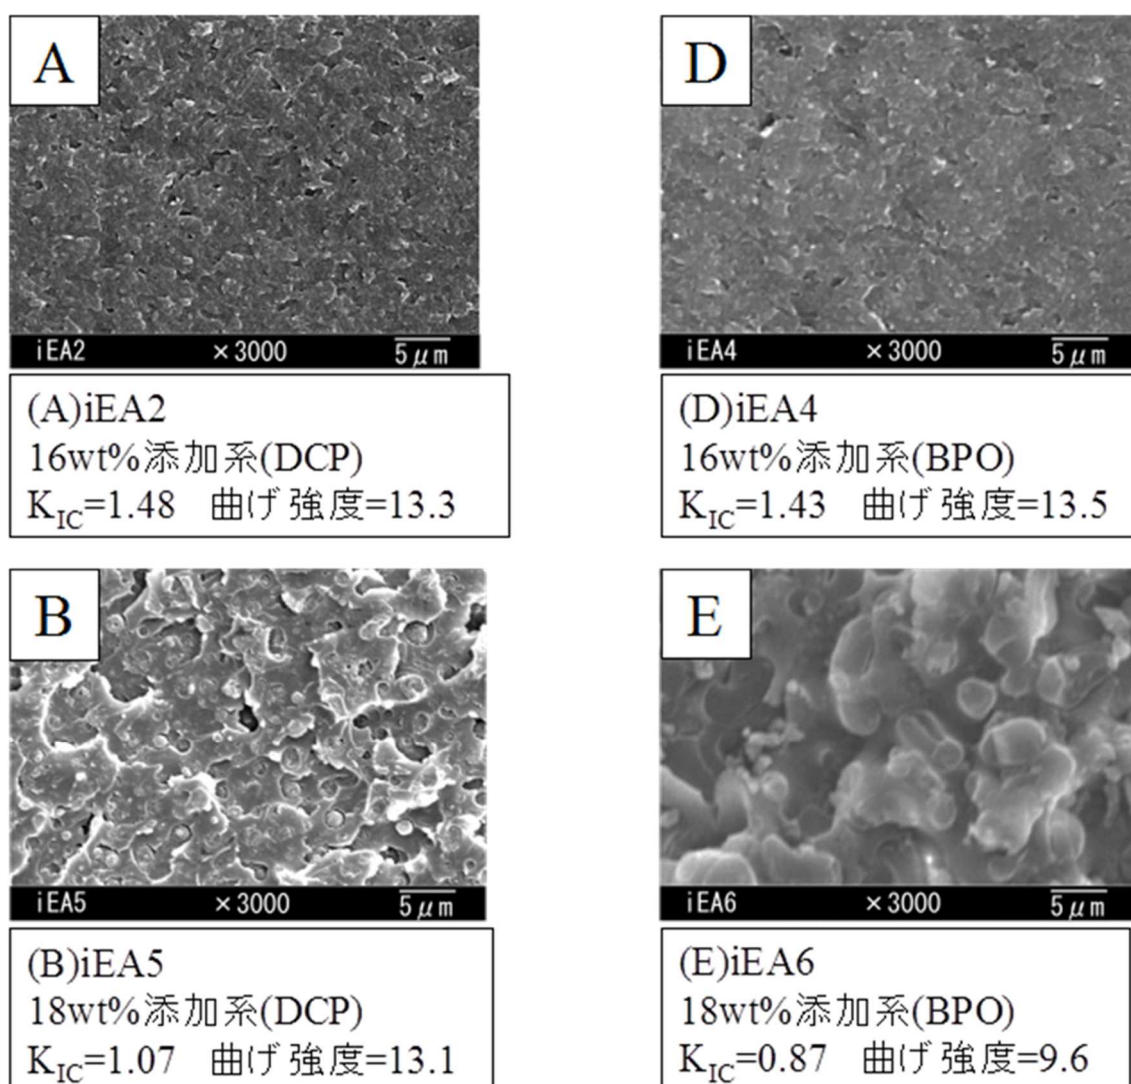 A
iEA2 ×3000 5μm
(A)iEA2
16wt%添加系(DCP)
K_IC=1.48 曲げ強度=13.3
D
iEA4 ×3000 5μm
(D)iEA4
16wt%添加系(BPO)
K_IC=1.43 曲げ強度=13.5
B
iEA5 ×3000 5μm
(B)iEA5
18wt%添加系(DCP)
K_IC=1.07 曲げ強度=13.1
E
iEA6 ×3000 5μm
(E)iEA6
18wt%添加系(BPO)
K_IC=0.87 曲げ強度=9.6